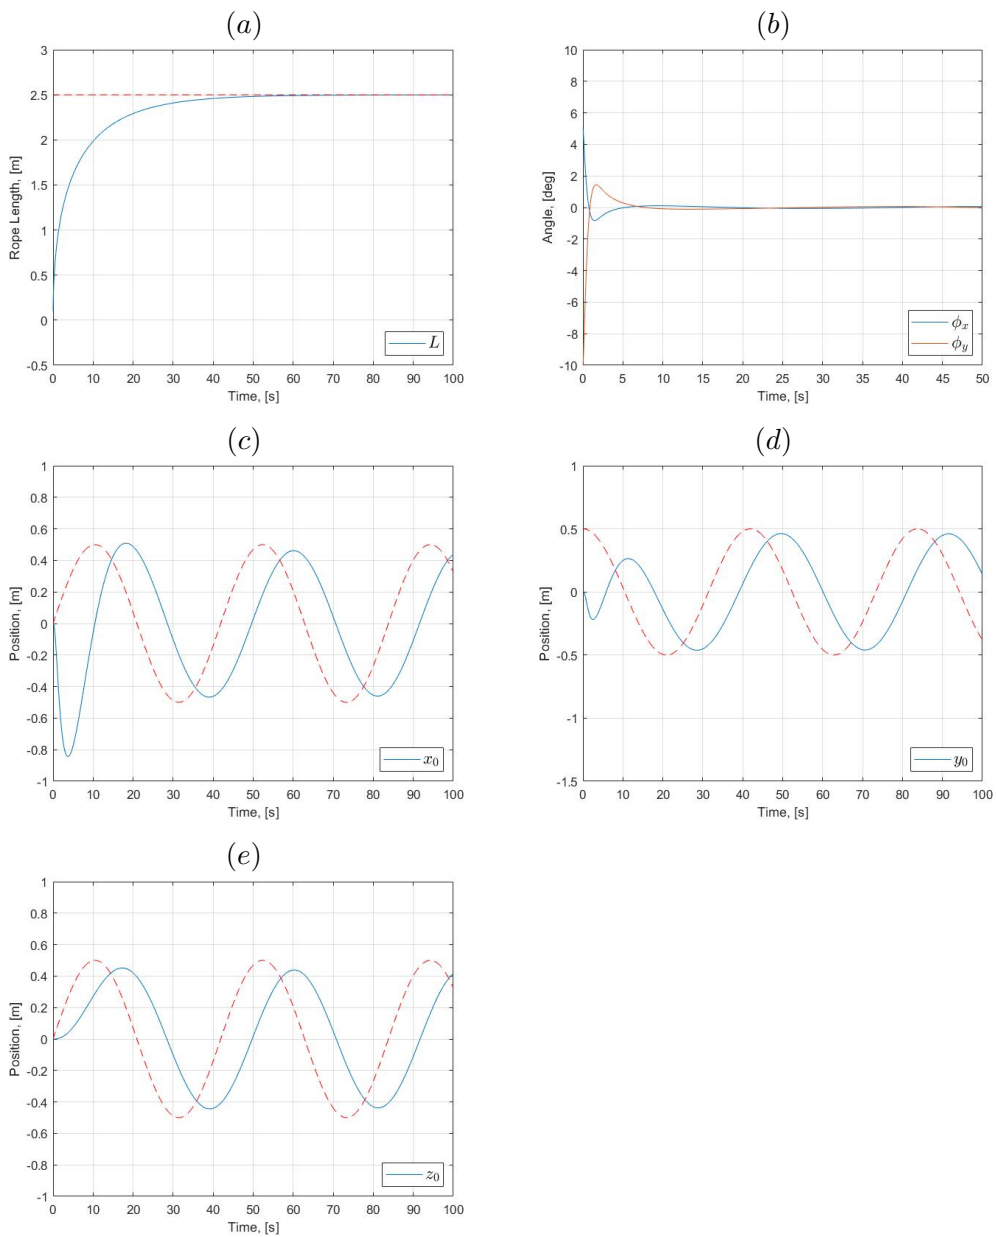 (a)
3
2.5
2
1.5
1
0.5
0
-0.5
Rope Length, [m]
L
0 10 20 30 40 50 60 70 80 90 100
Time, [s]
(b)
10
8
6
4
2
0
-2
-4
-6
-8
-10
Angle, [deg]
ϕx
ϕy
0 5 10 15 20 25 30 35 40 45 50
Time, [s]
(c)
1
0.8
0.6
0.4
0.2
0
-0.2
-0.4
-0.6
-0.8
-1
Position, [m]
x0
0 10 20 30 40 50 60 70 80 90 100
Time, [s]
(d)
1
0.5
0
-0.5
-1
-1.5
Position, [m]
y0
0 10 20 30 40 50 60 70 80 90 100
Time, [s]
(e)
1
0.8
0.6
0.4
0.2
0
-0.2
-0.4
-0.6
-0.8
-1
Position, [m]
z0
0 10 20 30 40 50 60 70 80 90 100
Time, [s]